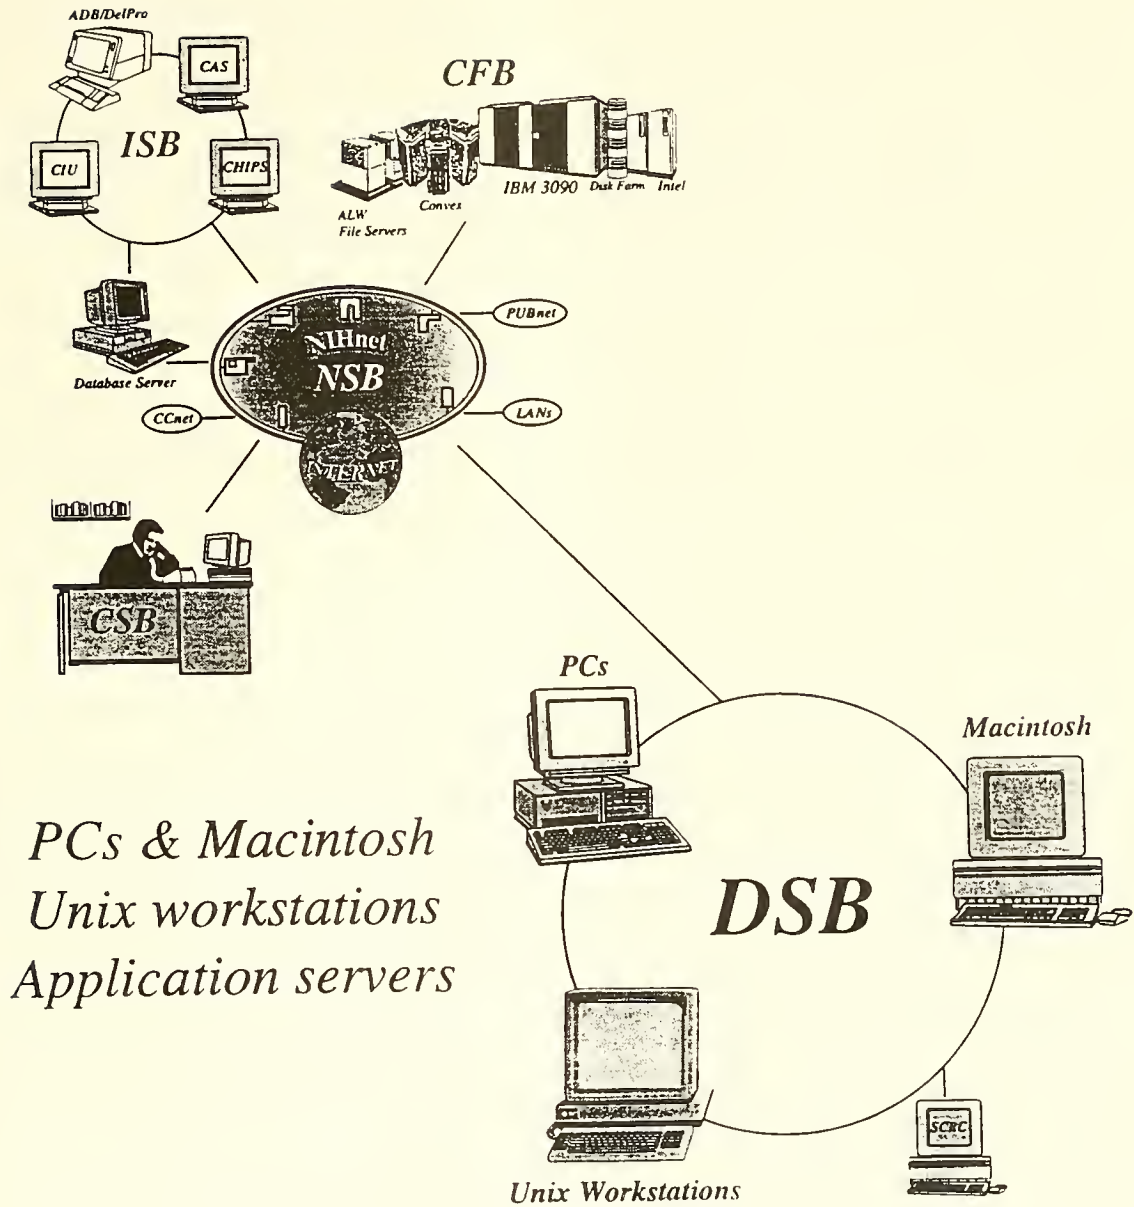 ADB/DelPro
CAS
ISB
CIU
CHIPS
CFB
IBM 3090
Disk Farm
Intel
Convex
ALW
File Servers
PUBnet
NIHnet
NSB
Database Server
CCnet
LANs
INTERNET
CSB
PCs
Macintosh
PCs & Macintosh
Unix workstations
Application servers
DSB
SCRC
Unix Workstations